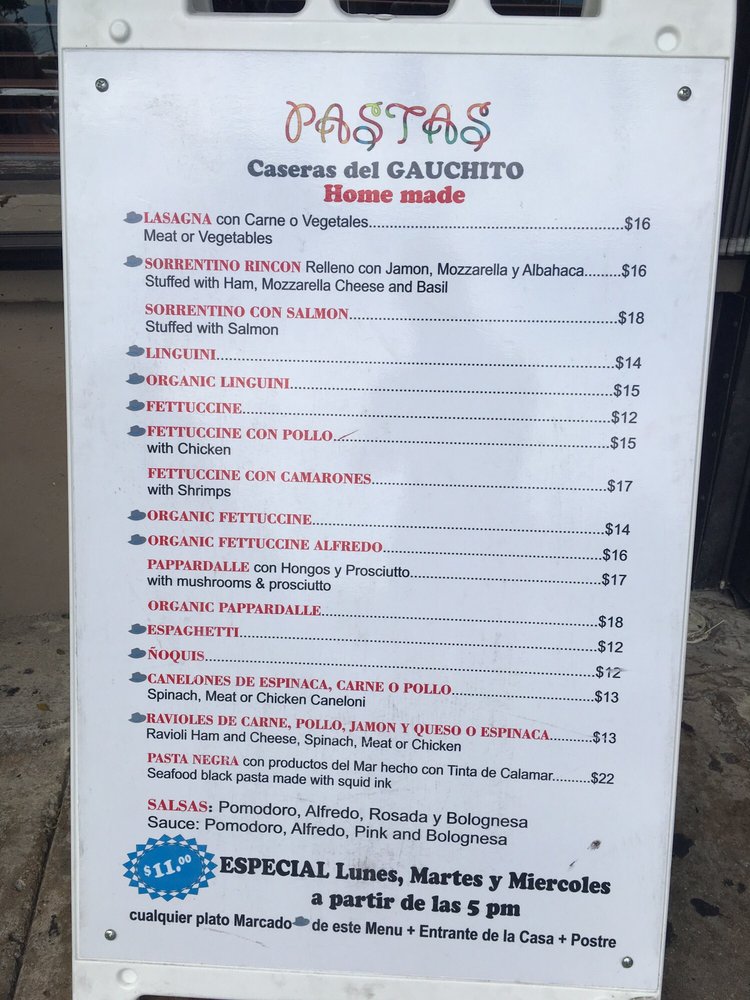 PASTAS
Caseras del GAUCHITO
Home made
LASAGNA con Carne o Vegetales....................................................$16
Meat or Vegetables
SORRENTINO RINCON Relleno con Jamon, Mozzarella y Albahaca.........$16
Stuffed with Ham, Mozzarella Cheese and Basil
SORRENTINO CON SALMON..........................................................$18
Stuffed with Salmon
LINGUINI.............................................................................$14
ORGANIC LINGUINI................................................................$15
FETTUCCINE........................................................................$12
FETTUCCINE CON POLLO.........................................................$15
with Chicken
FETTUCCINE CON CAMARONES................................................$17
with Shrimps
ORGANIC FETTUCCINE...........................................................$14
ORGANIC FETTUCCINE ALFREDO..............................................$16
PAPPARDALLE con Hongos y Prosciutto........................................$17
with mushrooms & prosciutto
ORGANIC PAPPARDALLE.........................................................$18
ESPAGHETTI........................................................................$12
ÑOQUIS..............................................................................$12
CANELONES DE ESPINACA, CARNE O POLLO...............................$13
Spinach, Meat or Chicken Caneloni
RAVIOLES DE CARNE, POLLO, JAMON Y QUESO O ESPINACA..........$13
Ravioli Ham and Cheese, Spinach, Meat or Chicken
PASTA NEGRA con productos del Mar hecho con Tinta de Calamar.........$22
Seafood black pasta made with squid ink
SALSAS: Pomodoro, Alfredo, Rosada y Bolognesa
Sauce: Pomodoro, Alfredo, Pink and Bolognesa
$11.00
ESPECIAL Lunes, Martes y Miercoles
a partir de las 5 pm
cualquier plato Marcado de este Menu + Entrante de la Casa + Postre